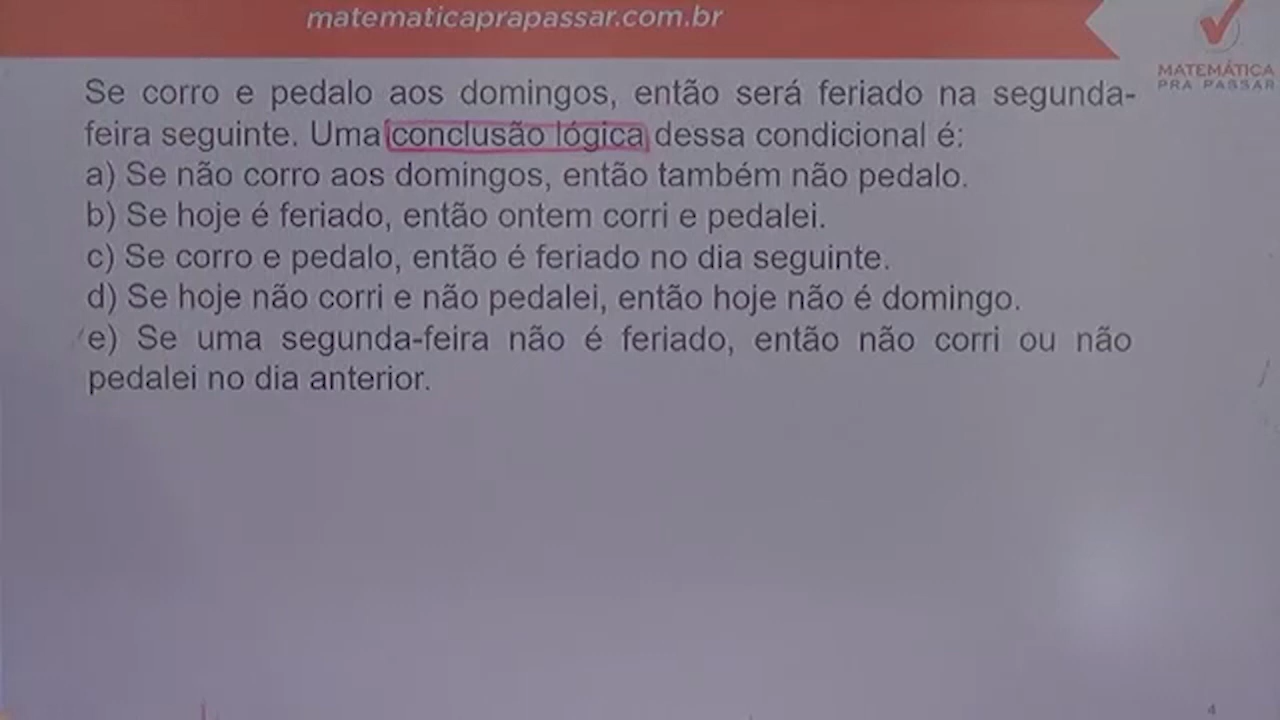 matematicaprapassar.com.br
MATEMÁTICA
PRA PASSAR
Se corro e pedalo aos domingos, então será feriado na segunda-
feira seguinte. Uma conclusão lógica dessa condicional é:
a) Se não corro aos domingos, então também não pedalo.
b) Se hoje é feriado, então ontem corri e pedalei.
c) Se corro e pedalo, então é feriado no dia seguinte.
d) Se hoje não corri e não pedalei, então hoje não é domingo.
e) Se uma segunda-feira não é feriado, então não corri ou não
pedalei no dia anterior.
4